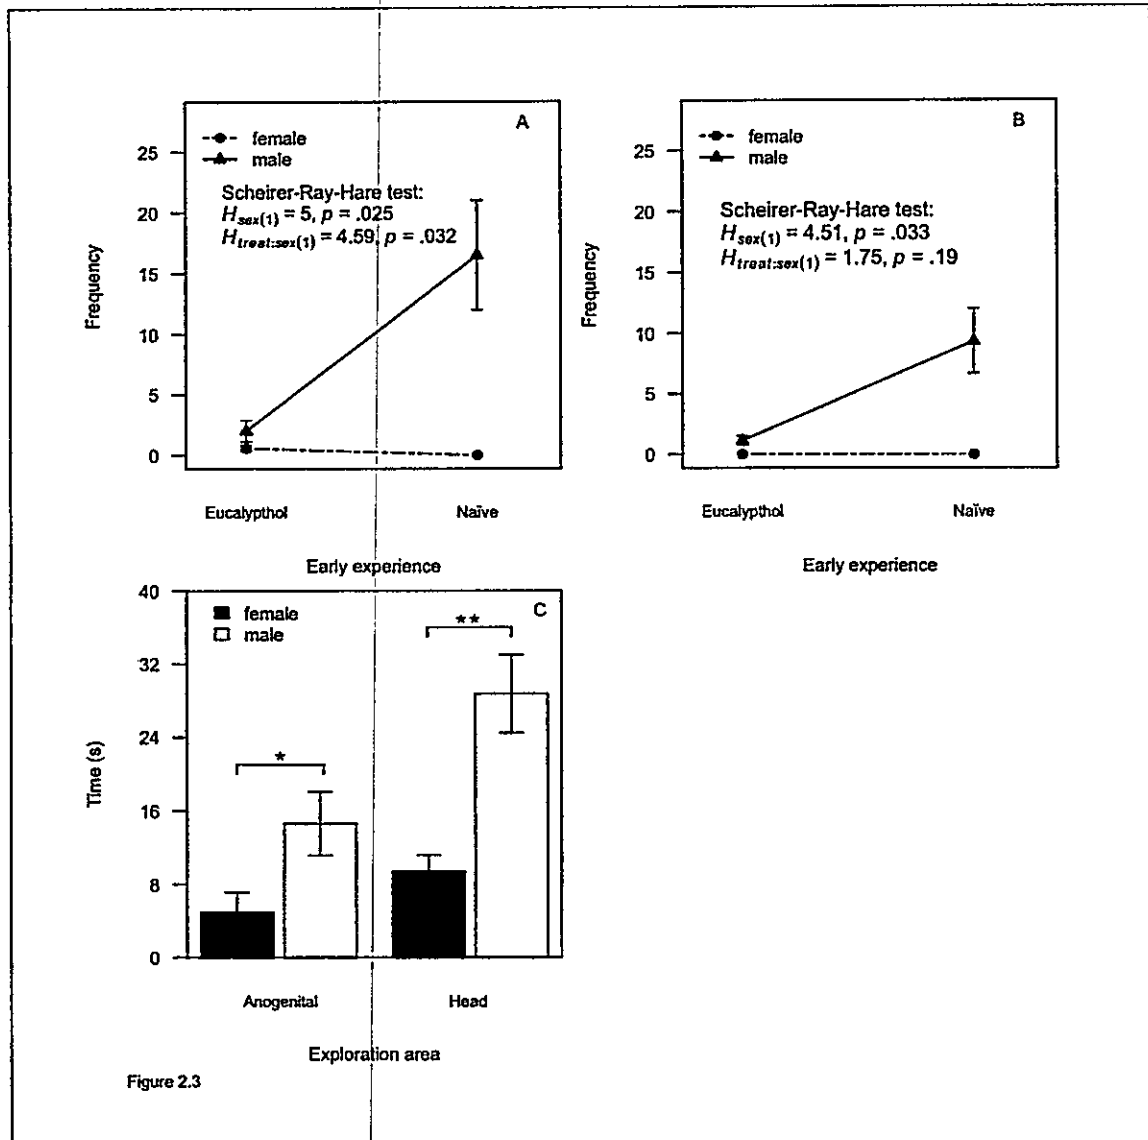 A
female
male
Scheirer-Ray-Hare test:
Hsex(1) = 5, p = .025
Htreat:sex(1) = 4.59, p = .032
Frequency
25
20
15
10
5
0
Eucalypthol Naïve
Early experience
B
female
male
Scheirer-Ray-Hare test:
Hsex(1) = 4.51, p = .033
Htreat:sex(1) = 1.75, p = .19
Frequency
25
20
15
10
5
0
Eucalypthol Naïve
Early experience
C
female
male
*
**
Time (s)
40
32
24
16
8
0
Anogenital Head
Exploration area
Figure 2.3